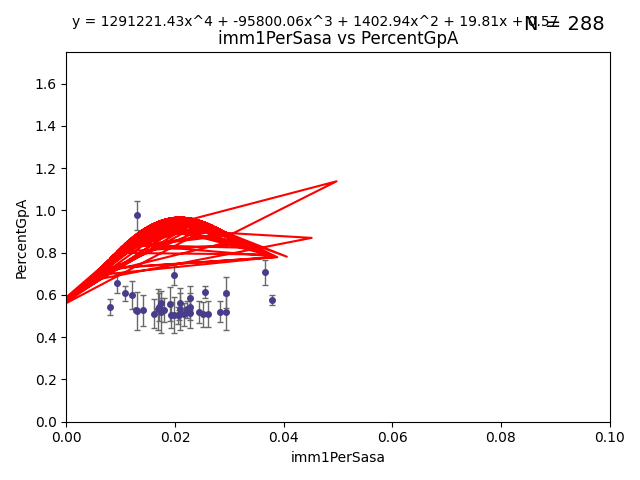 y = 1291221.43x^4 + -95800.06x^3 + 1402.94x^2 + 19.81x + 0.57
N = 288
imm1PerSasa vs PercentGpA
PercentGpA
1.6
1.4
1.2
1.0
0.8
0.6
0.4
0.2
0.0
0.00 0.02 0.04 0.06 0.08 0.10
imm1PerSasa